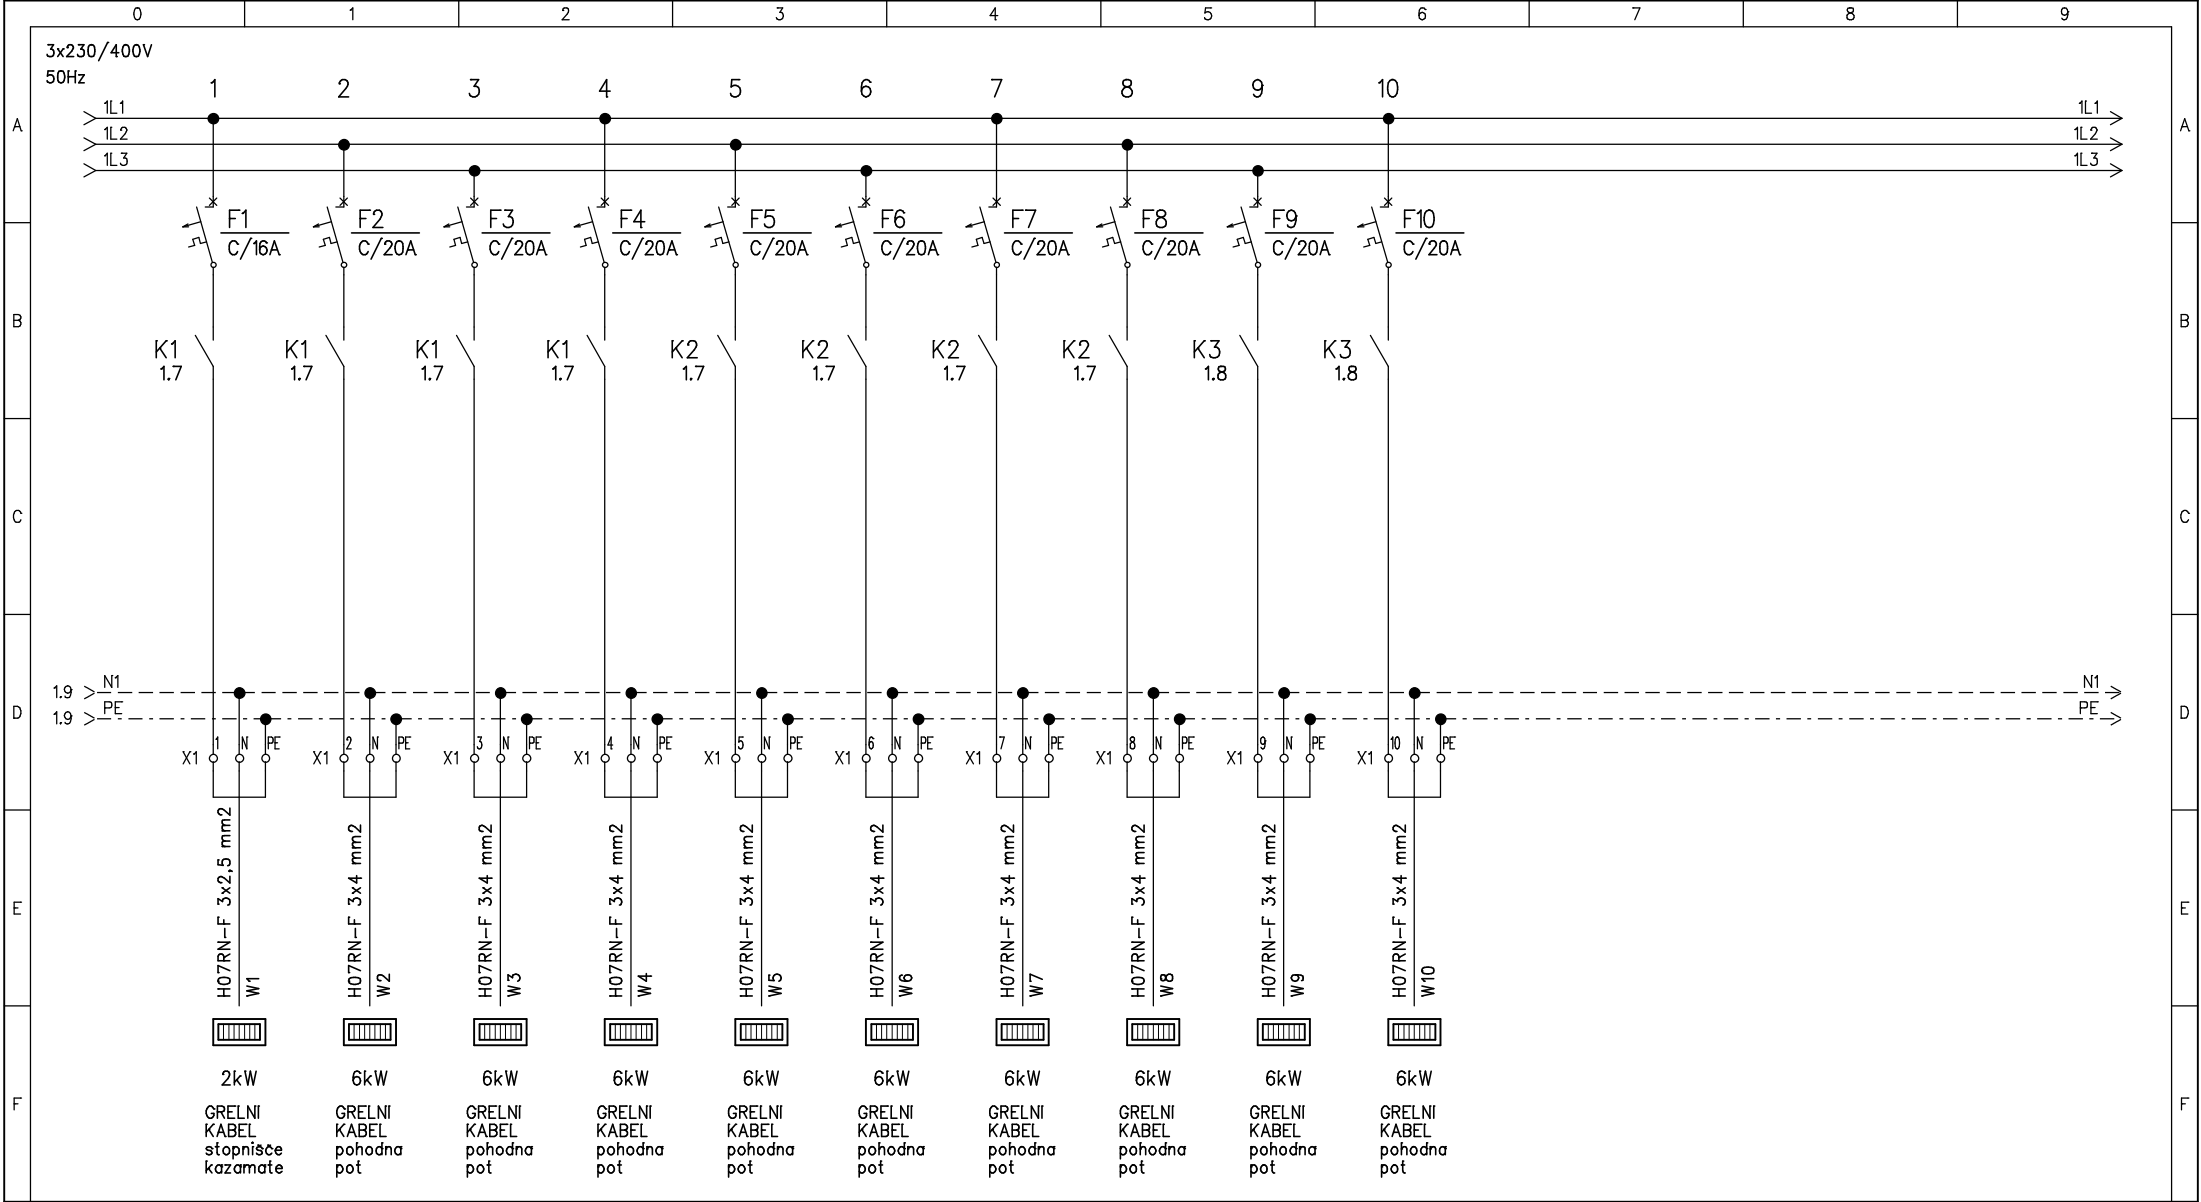 0 1 2 3 4 5 6 7 8 9
3x230/400V
50Hz
1 2 3 4 5 6 7 8 9 10
1L1 1L1
A A
1L2 1L2
1L3 1L3
F1 F2 F3 F4 F5 F6 F7 F8 F9 F10
C/16A C/20A C/20A C/20A C/20A C/20A C/20A C/20A C/20A C/20A
B B
K1 K1 K1 K1 K2 K2 K2 K2 K3 K3
1.7 1.7 1.7 1.7 1.7 1.7 1.7 1.7 1.8 1.8
C C
1.9 N1 N1
1.9 PE PE
D D
1 N PE 2 N PE 3 N PE 4 N PE 5 N PE 6 N PE 7 N PE 8 N PE 9 N PE 10 N PE
X1 X1 X1 X1 X1 X1 X1 X1 X1 X1
H07RN-F 3x2,5 mm2
W1
H07RN-F 3x4 mm2
W2
H07RN-F 3x4 mm2
W3
H07RN-F 3x4 mm2
W4
H07RN-F 3x4 mm2
W5
H07RN-F 3x4 mm2
W6
H07RN-F 3x4 mm2
W7
H07RN-F 3x4 mm2
W8
H07RN-F 3x4 mm2
W9
H07RN-F 3x4 mm2
W10
E E
2kW 6kW 6kW 6kW 6kW 6kW 6kW 6kW 6kW 6kW
F F
GRELNI GRELNI GRELNI GRELNI GRELNI GRELNI GRELNI GRELNI GRELNI GRELNI
KABEL KABEL KABEL KABEL KABEL KABEL KABEL KABEL KABEL KABEL
stopnišče pohodna pohodna pohodna pohodna pohodna pohodna pohodna pohodna pohodna
kazamate pot pot pot pot pot pot pot pot pot